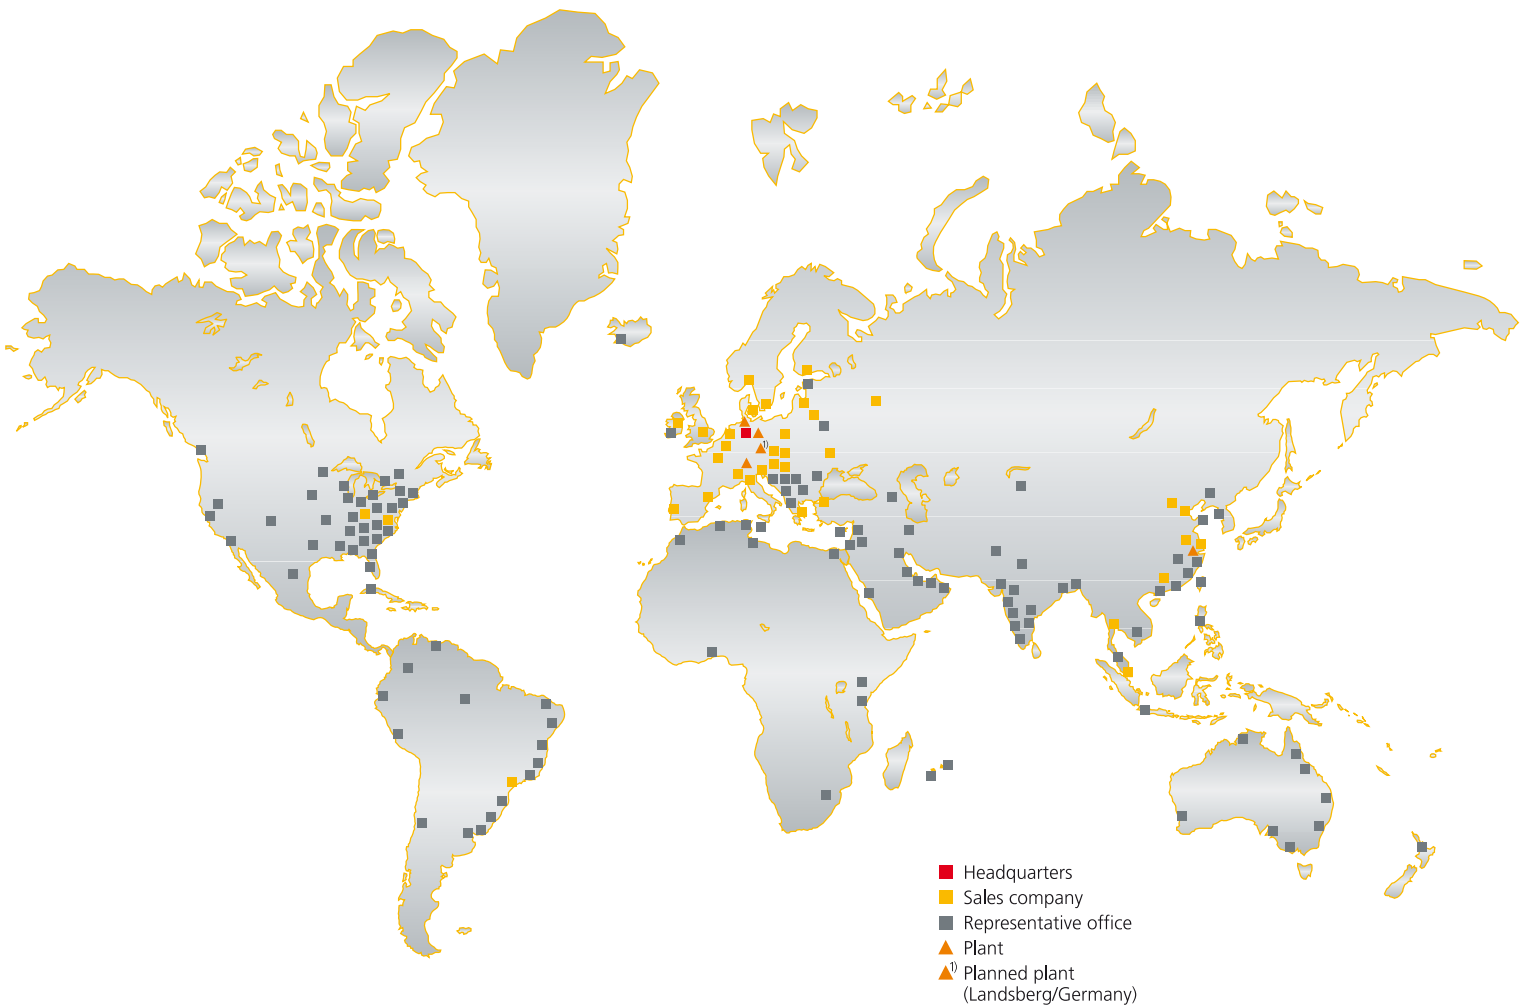 1)
Headquarters
Sales company
Representative office
Plant
1) Planned plant
(Landsberg/Germany)